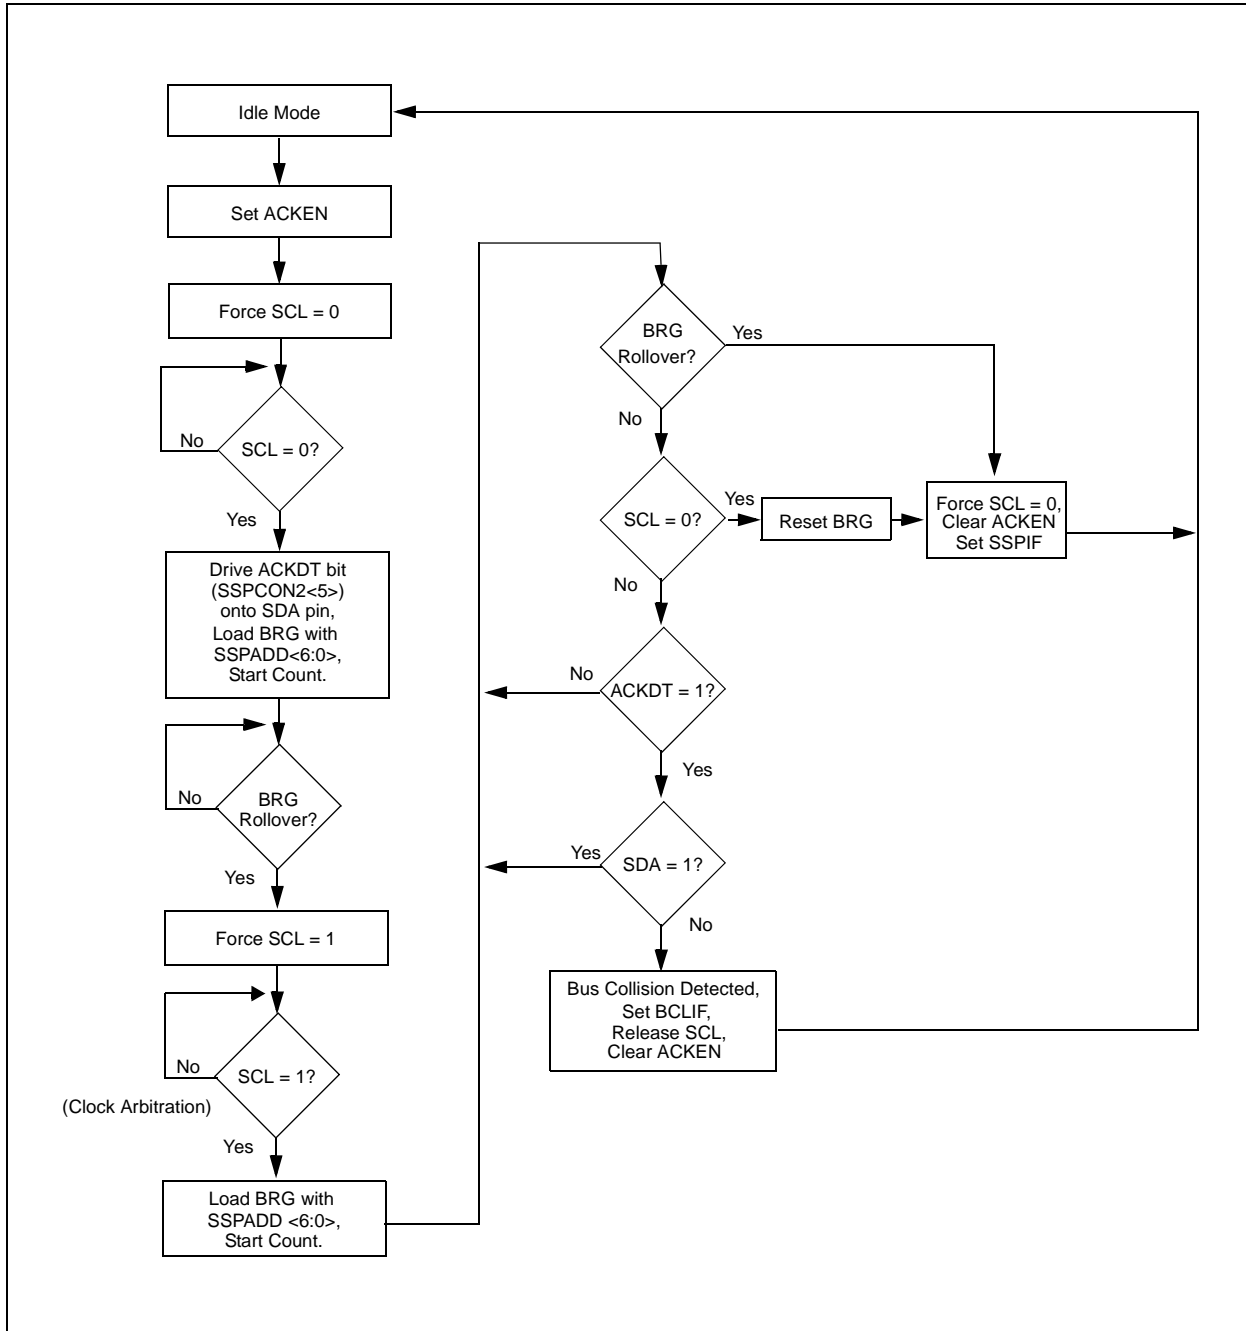 Idle Mode
Set ACKEN
Force SCL = 0
No
SCL = 0?
Yes
Drive ACKDT bit
(SSPCON2<5>)
onto SDA pin,
Load BRG with
SSPADD<6:0>,
Start Count.
No
BRG
Rollover?
Yes
Force SCL = 1
No
SCL = 1?
(Clock Arbitration)
Yes
Load BRG with
SSPADD <6:0>,
Start Count.
BRG
Rollover?
Yes
No
SCL = 0?
Yes
Reset BRG
Force SCL = 0,
Clear ACKEN
Set SSPIF
No
ACKDT = 1?
No
Yes
SDA = 1?
Yes
No
Bus Collision Detected,
Set BCLIF,
Release SCL,
Clear ACKEN